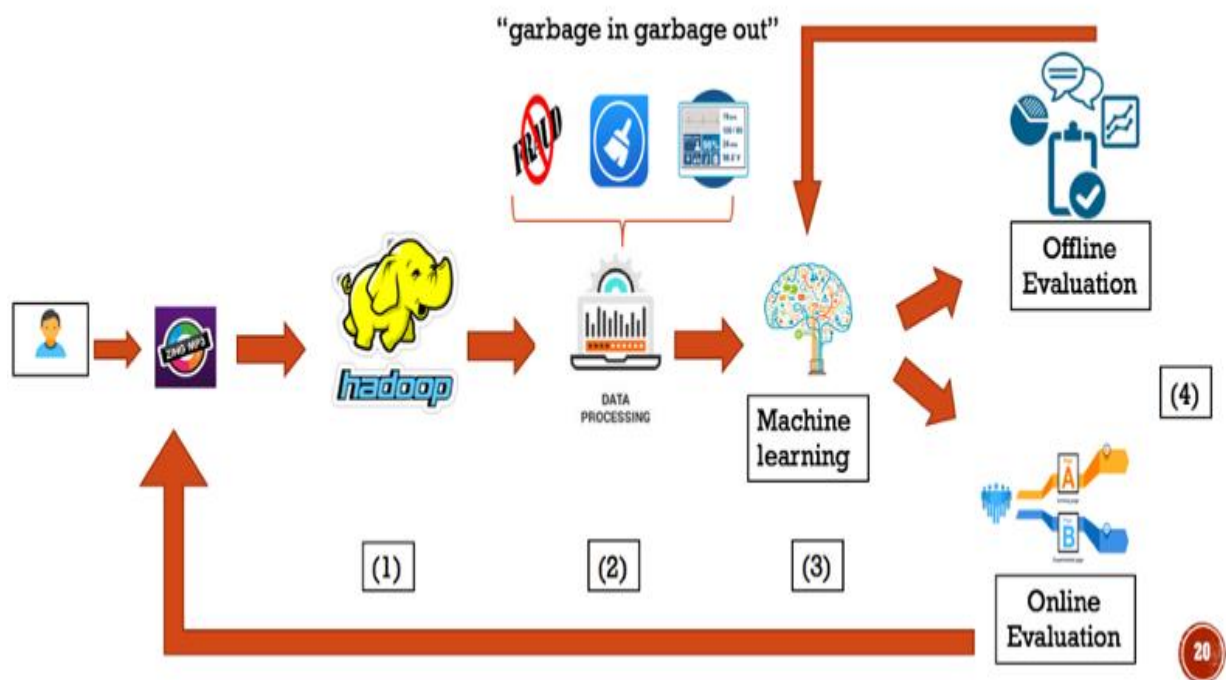 “garbage in garbage out”
FRAUD
Offline
Evaluation
ZING MP3
hadoop
DATA
PROCESSING
Machine
learning
(4)
A
B
(1)
(2)
(3)
Online
Evaluation
20